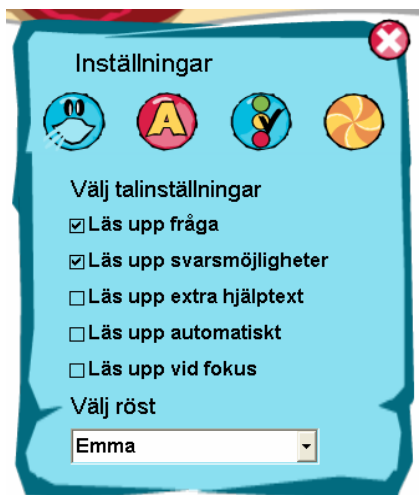 Inställningar
Ā
Välj talinställningar
Läs upp fråga
Läs upp svarsmöjligheter
Läs upp extra hjälptext
Läs upp automatiskt
Läs upp vid fokus
Välj röst
Emma